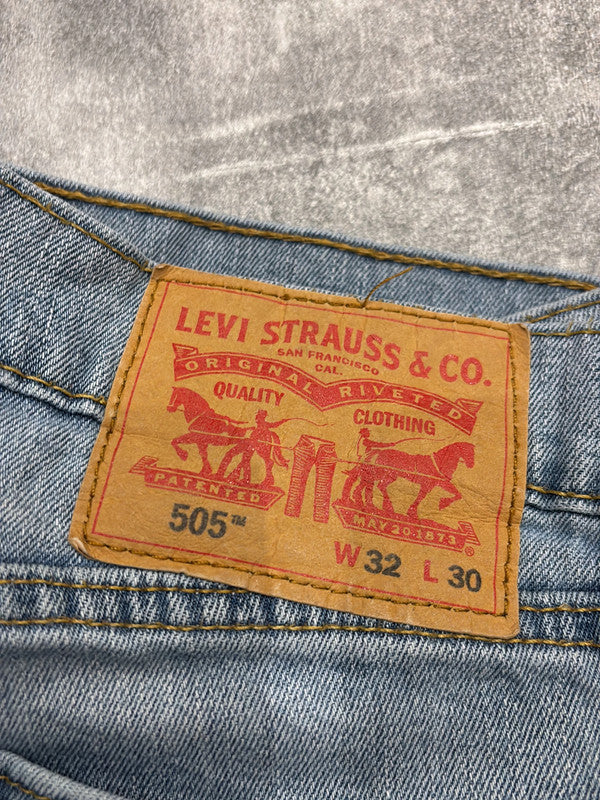 LEVI STRAUSS & CO.
SAN FRANCISCO
CAL.
ORIGINAL RIVETED
QUALITY CLOTHING
PATENTED MAY 20·1873 ®
505™ W 32 L 30